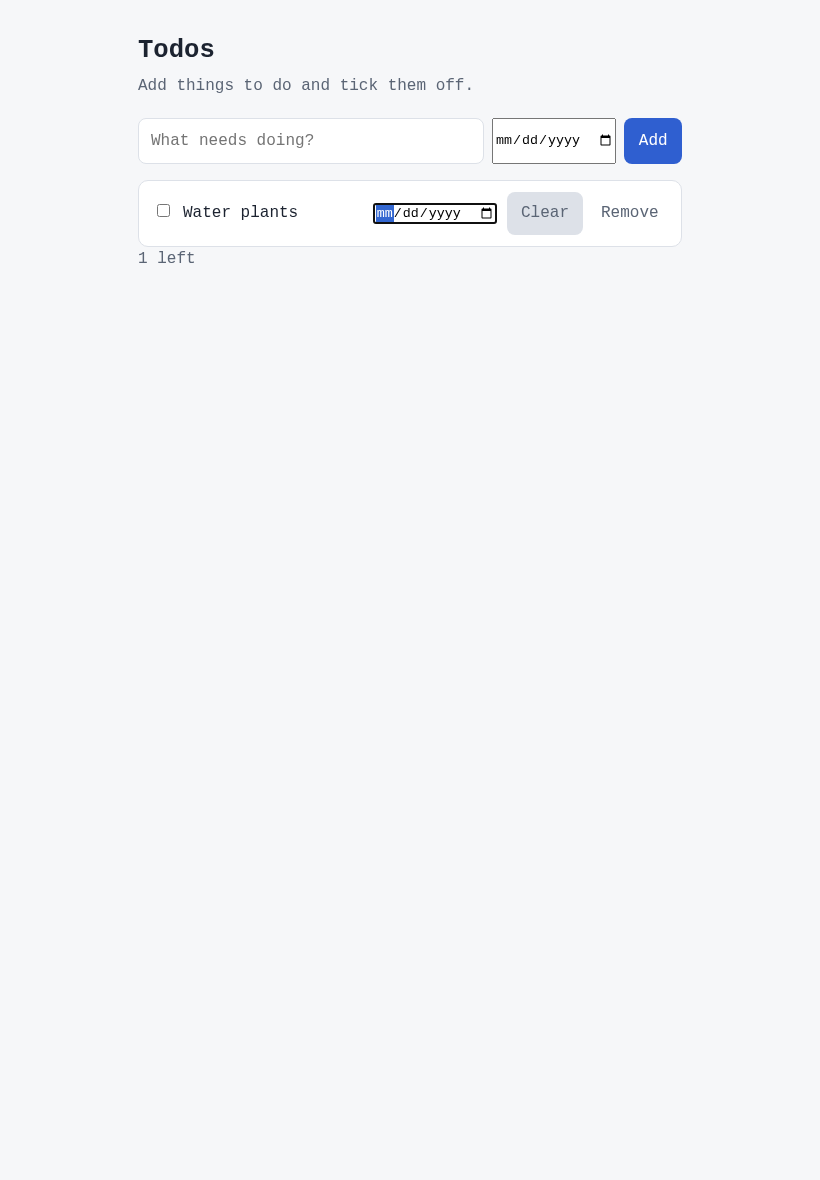 Todos
Add things to do and tick them off.
What needs doing? mm/dd/yyyy Add
Water plants mm/dd/yyyy Clear Remove
1 left